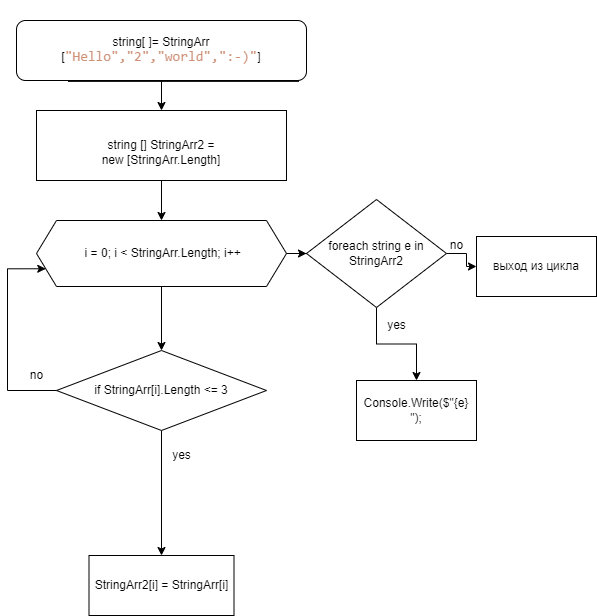 string[ ]= StringArr
["Hello","2","world",":-)"]
string [] StringArr2 =
new [StringArr.Length]
i = 0; i < StringArr.Length; i++
foreach string e in
StringArr2
no
выход из цикла
yes
no
if StringArr[i].Length <= 3
Console.Write($"{e}
");
yes
StringArr2[i] = StringArr[i]